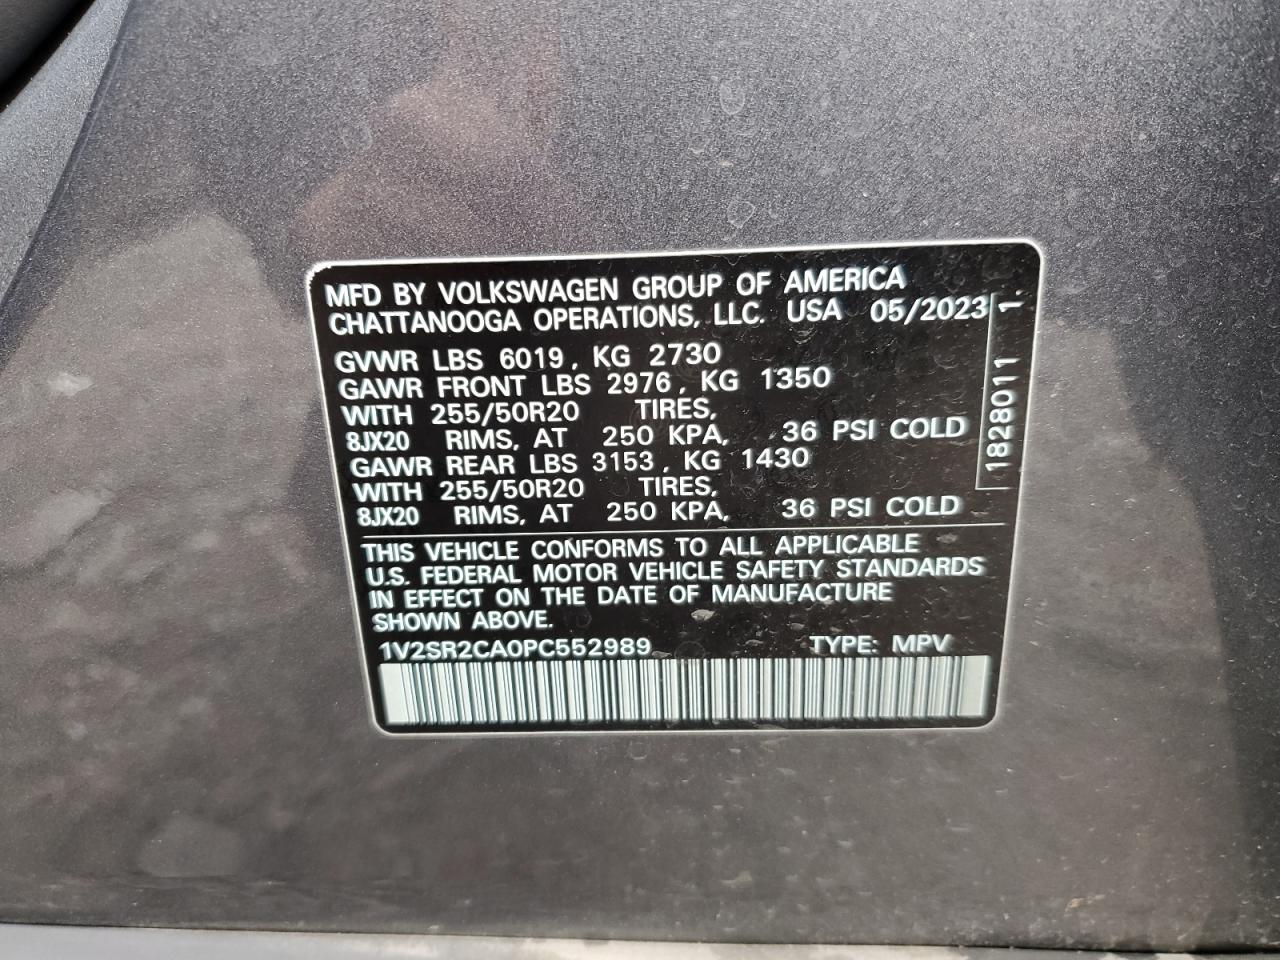 MFD BY VOLKSWAGEN GROUP OF AMERICA
CHATTANOOGA OPERATIONS, LLC. USA 05/2023
GVWR LBS 6019, KG 2730
GAWR FRONT LBS 2976, KG 1350
WITH 255/50R20 TIRES,
8JX20 RIMS, AT 250 KPA, 36 PSI COLD
GAWR REAR LBS 3153, KG 1430
WITH 255/50R20 TIRES,
8JX20 RIMS, AT 250 KPA, 36 PSI COLD
1828011 1.
THIS VEHICLE CONFORMS TO ALL APPLICABLE
U.S. FEDERAL MOTOR VEHICLE SAFETY STANDARDS
IN EFFECT ON THE DATE OF MANUFACTURE
SHOWN ABOVE.
1V2SR2CA0PC552989 TYPE: MPV